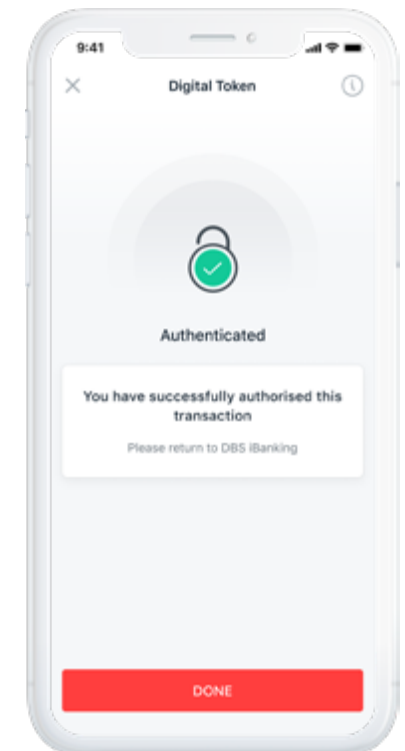 9:41
Digital Token
Authenticated
You have successfully authorised this
transaction
Please return to DBS iBanking
DONE